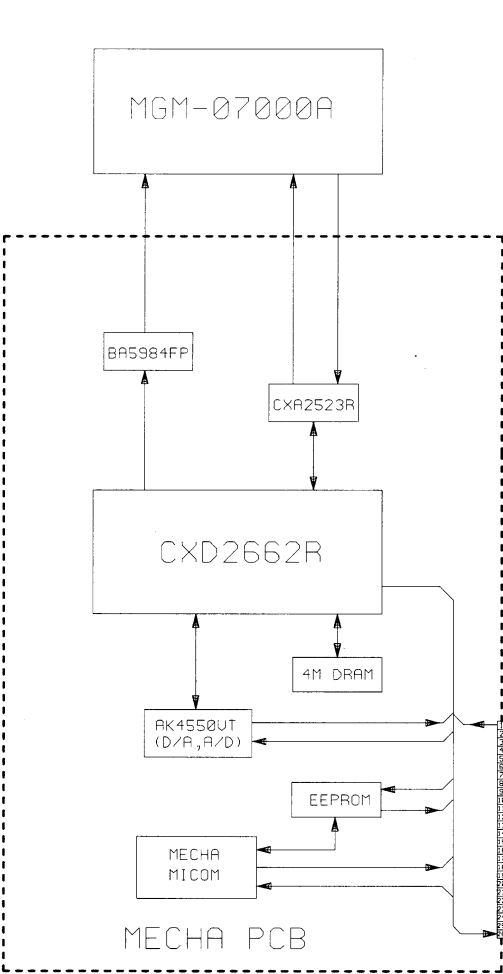 MGM-07000A
BA5984FP
CXA2523R
CXD2662R
4M DRAM
AK4550VT
(D/A,A/D)
EEPROM
MECHA
MICOM
MECHA PCB